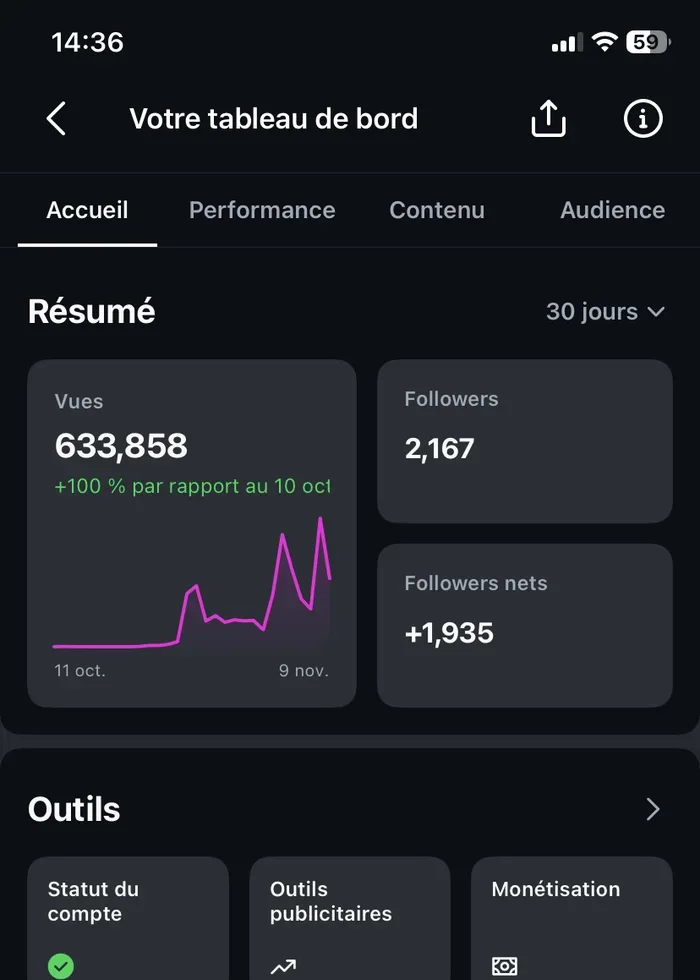 14:36
59
Votre tableau de bord
Accueil
Performance
Contenu
Audience
Résumé
30 jours
Vues
633,858
+100 % par rapport au 10 oct
11 oct.
9 nov.
Followers
2,167
Followers nets
+1,935
Outils
Statut du
compte
Outils
publicitaires
Monétisation